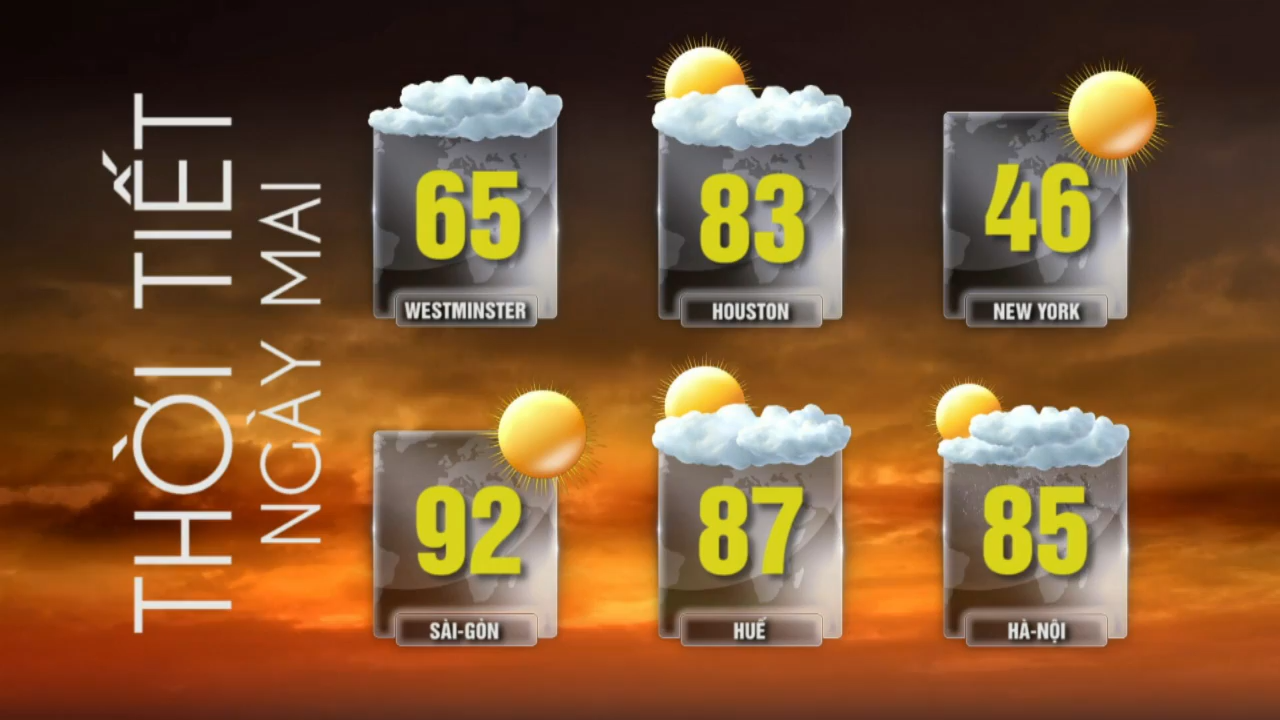 THỜI TIẾT
NGÀY MAI
65
WESTMINSTER
83
HOUSTON
46
NEW YORK
92
SÀI-GÒN
87
HUẾ
85
HÀ-NỘI